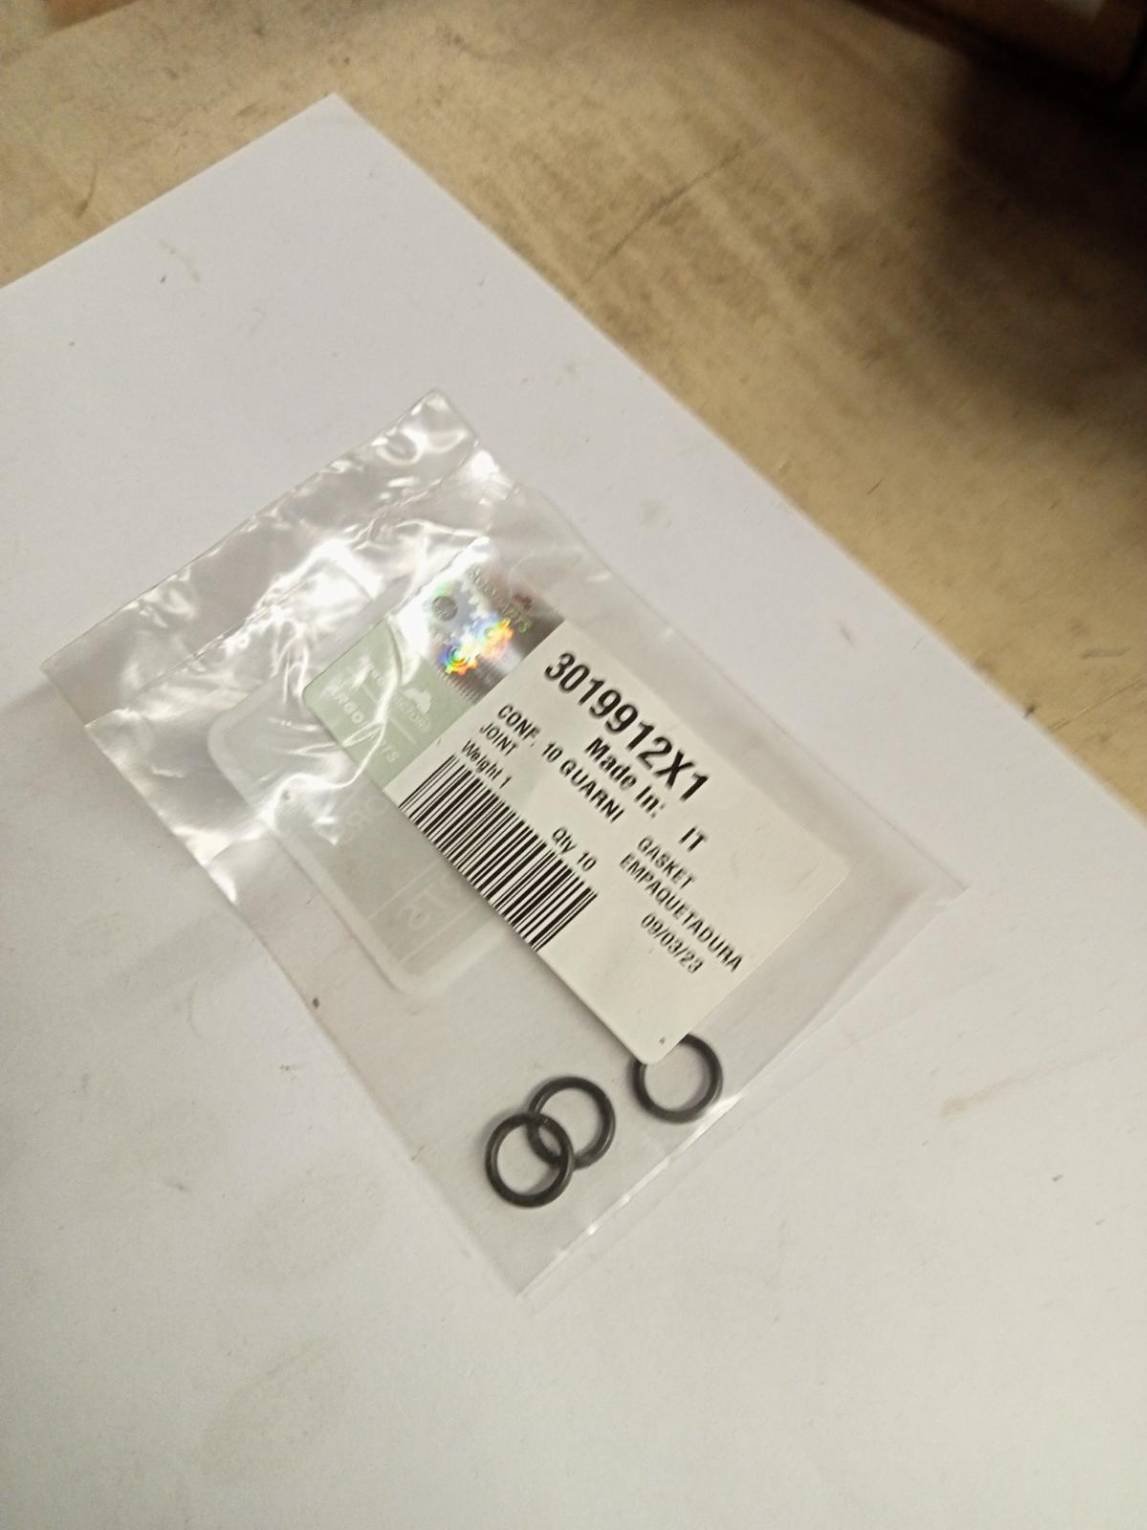 3019912X1
Made In: IT
CONF. 10 GUARNI GASKET
JOINT EMPAQUETADURA
Weight 1 Qty 10 09/03/23